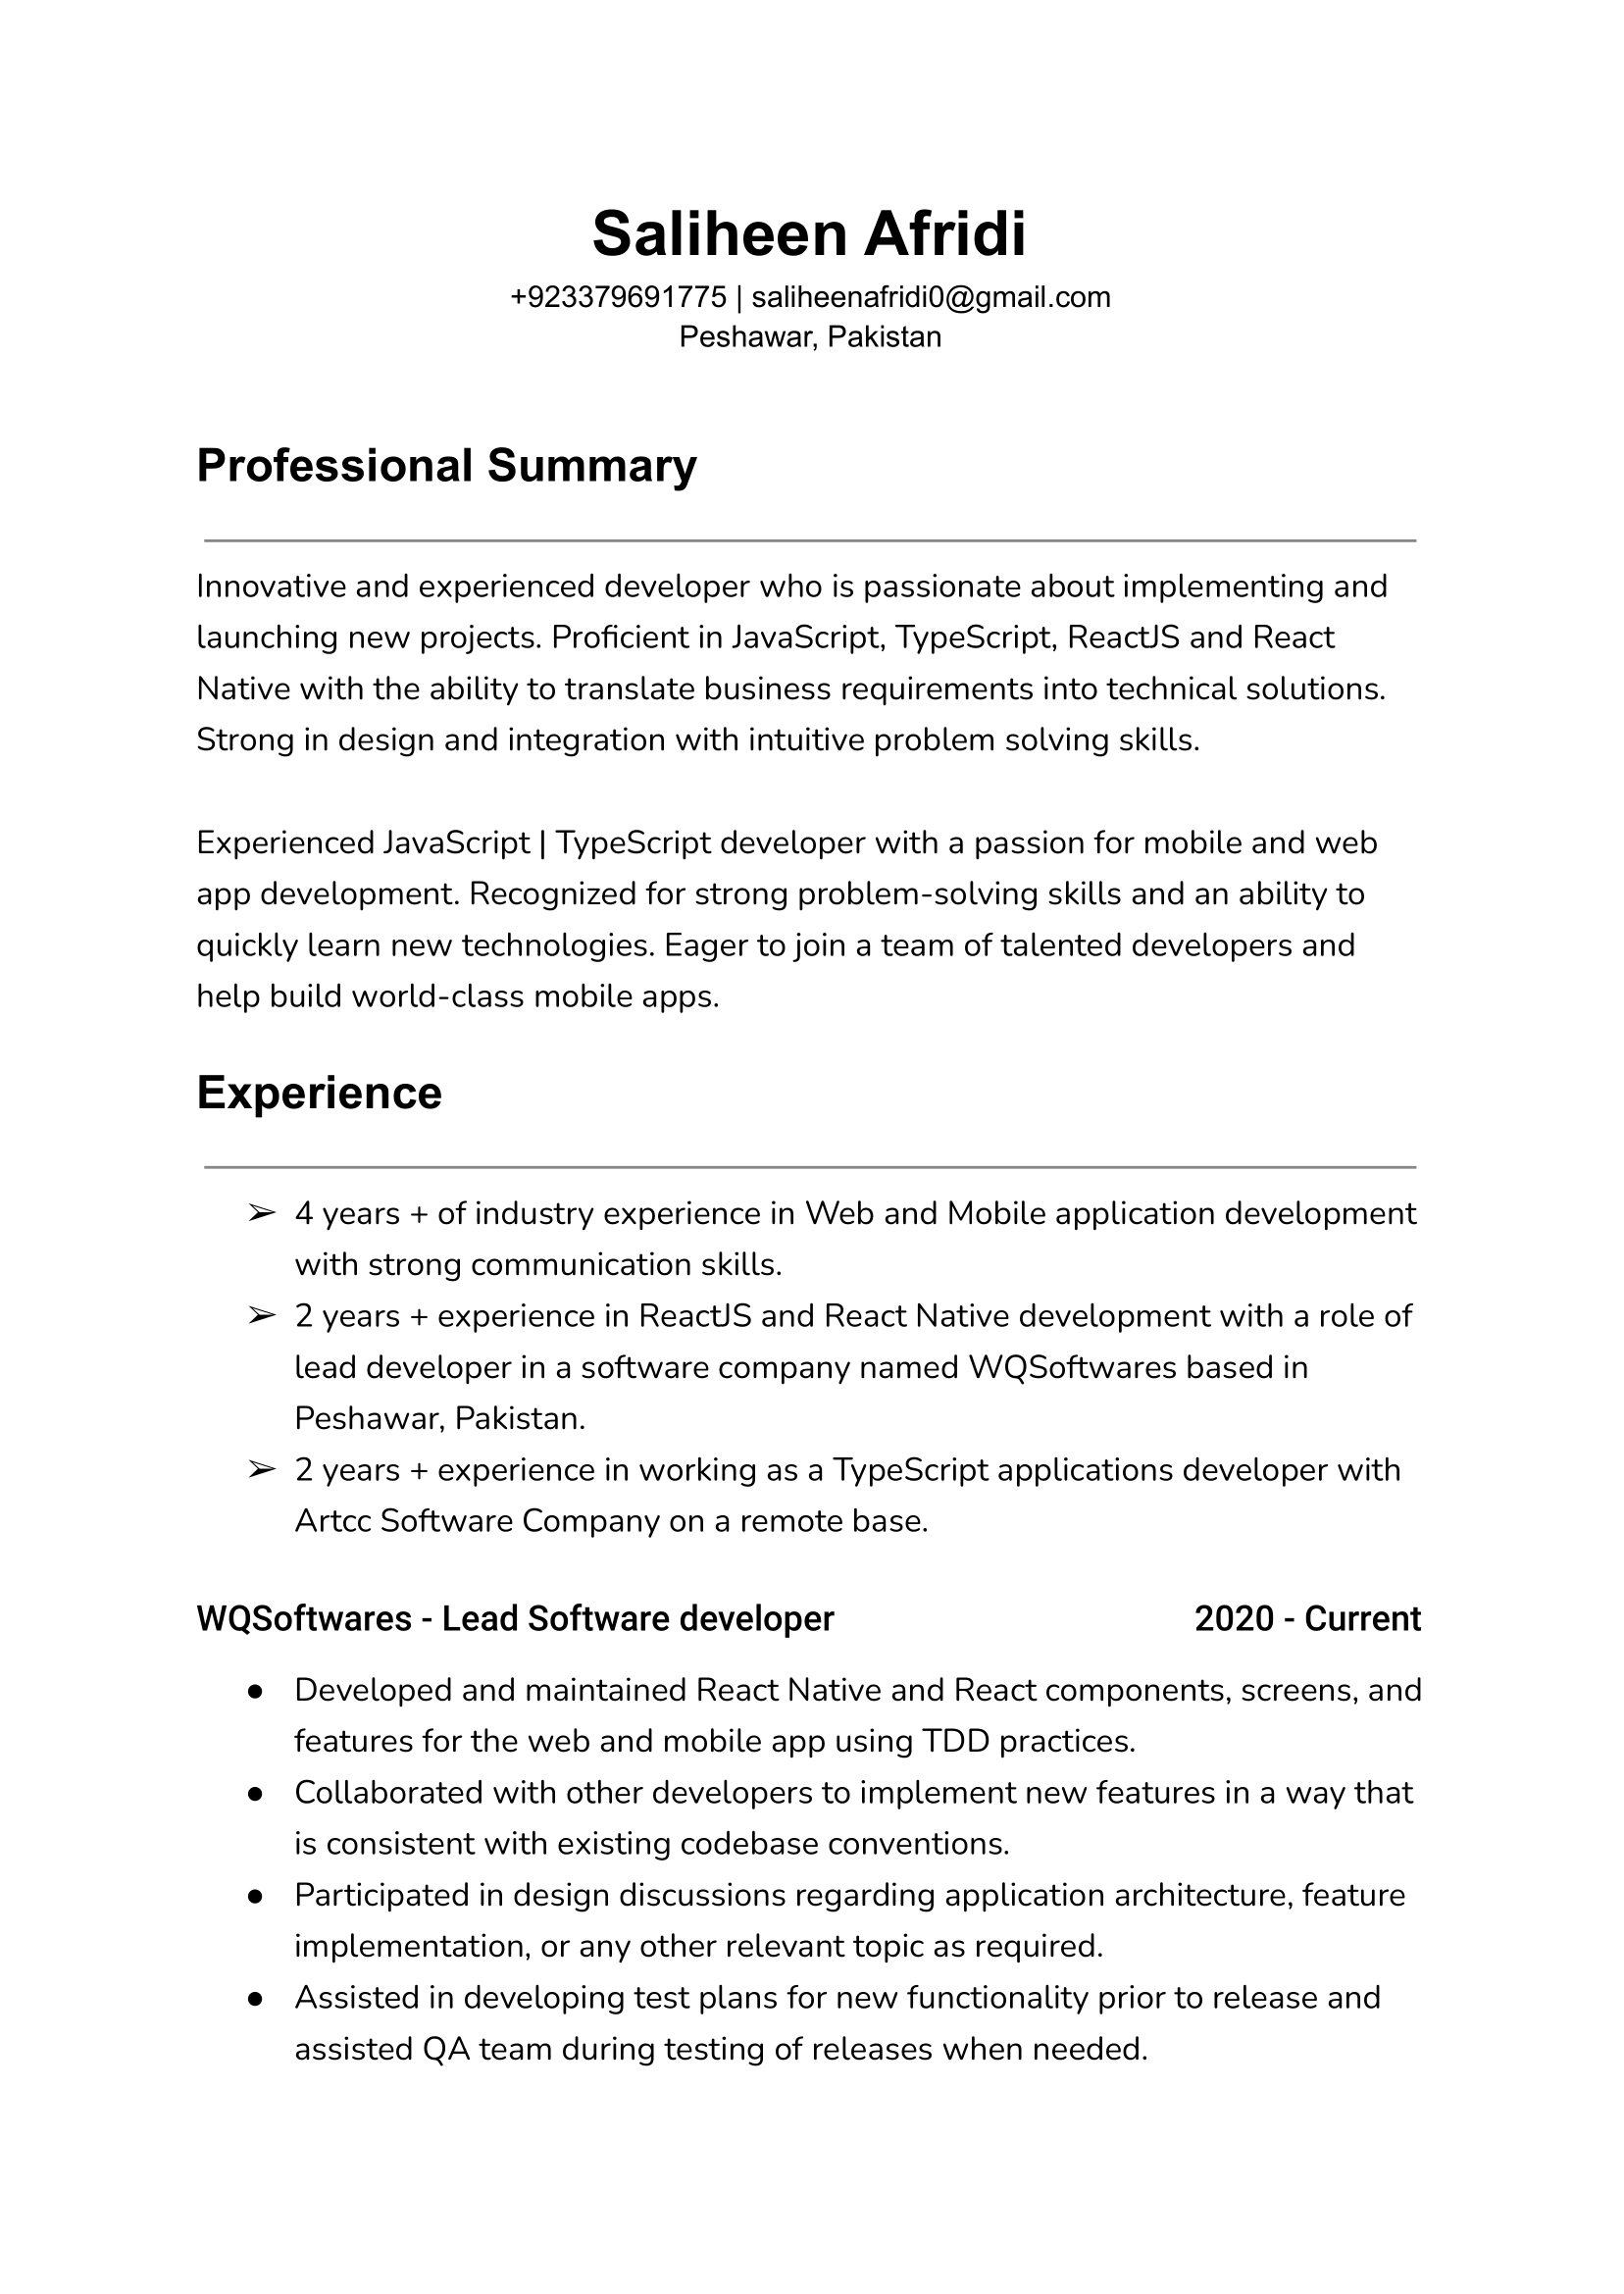 Saliheen Afridi
+923379691775 | saliheenafridi0@gmail.com
Peshawar, Pakistan
Professional Summary
Innovative and experienced developer who is passionate about implementing and
launching new projects. Proficient in JavaScript, TypeScript, ReactJS and React
Native with the ability to translate business requirements into technical solutions.
Strong in design and integration with intuitive problem solving skills.
Experienced JavaScript | TypeScript developer with a passion for mobile and web
app development. Recognized for strong problem-solving skills and an ability to
quickly learn new technologies. Eager to join a team of talented developers and
help build world-class mobile apps.
Experience
➢ 4 years + of industry experience in Web and Mobile application development
with strong communication skills.
➢ 2 years + experience in ReactJS and React Native development with a role of
lead developer in a software company named WQSoftwares based in
Peshawar, Pakistan.
➢ 2 years + experience in working as a TypeScript applications developer with
Artcc Software Company on a remote base.
WQSoftwares - Lead Software developer 2020 - Current
● Developed and maintained React Native and React components, screens, and
features for the web and mobile app using TDD practices.
● Collaborated with other developers to implement new features in a way that
is consistent with existing codebase conventions.
● Participated in design discussions regarding application architecture, feature
implementation, or any other relevant topic as required.
● Assisted in developing test plans for new functionality prior to release and
assisted QA team during testing of releases when needed.